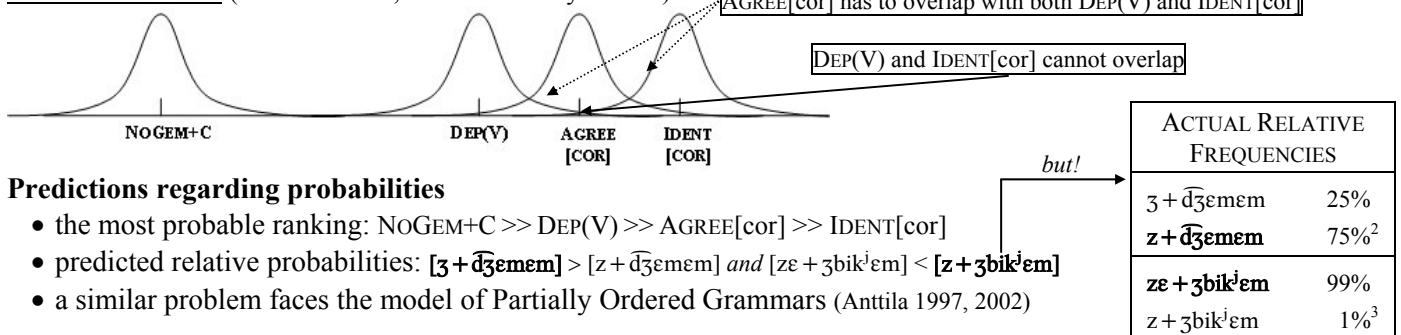 AGREE[cor] has to overlap with both DEP(V) and IDENT[cor]
DEP(V) and IDENT[cor] cannot overlap
NOGEM+C
DEP(V)
AGREE
[COR]
IDENT
[COR]
but!
ACTUAL RELATIVE
FREQUENCIES
ʒ+d͡ʒɛmɛm 25%
z+d͡ʒɛmɛm 75%²
zɛ+ʒbikʲɛm 99%
z+ʒbikʲɛm 1%³
Predictions regarding probabilities
• the most probable ranking: NOGEM+C >> DEP(V) >> AGREE[cor] >> IDENT[cor]
• predicted relative probabilities: [ʒ+d͡ʒɛmɛm] > [z+d͡ʒɛmɛm] and [zɛ+ʒbikʲɛm] < [z+ʒbikʲɛm]
• a similar problem faces the model of Partially Ordered Grammars (Anttila 1997, 2002)